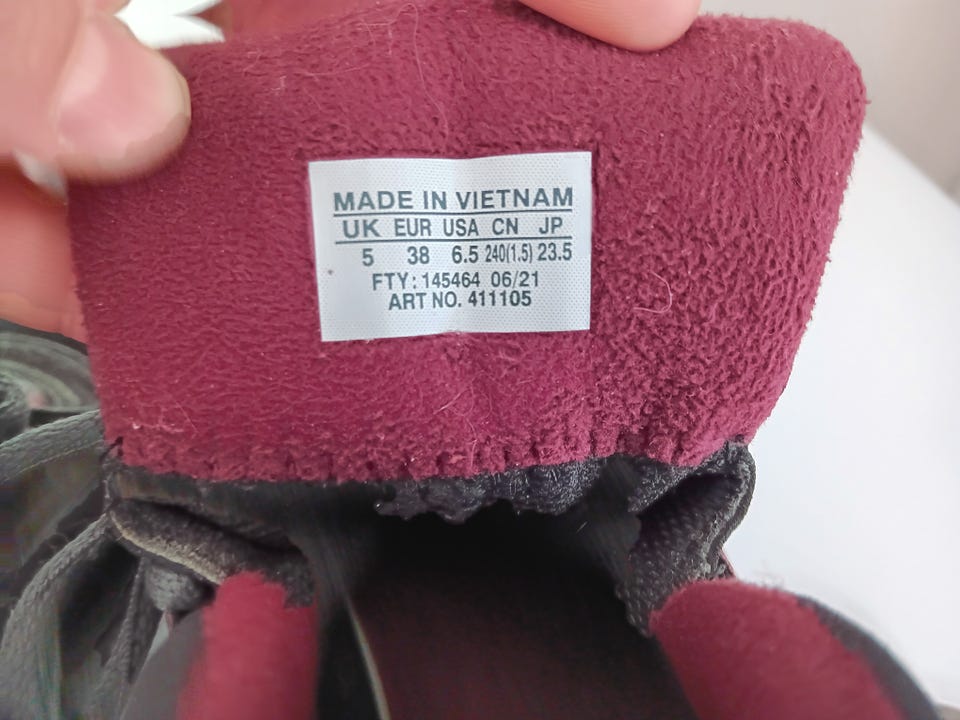 MADE IN VIETNAM
UK EUR USA CN JP
5 38 6.5 240(1.5) 23.5
FTY: 145464 06/21
ART NO. 411105